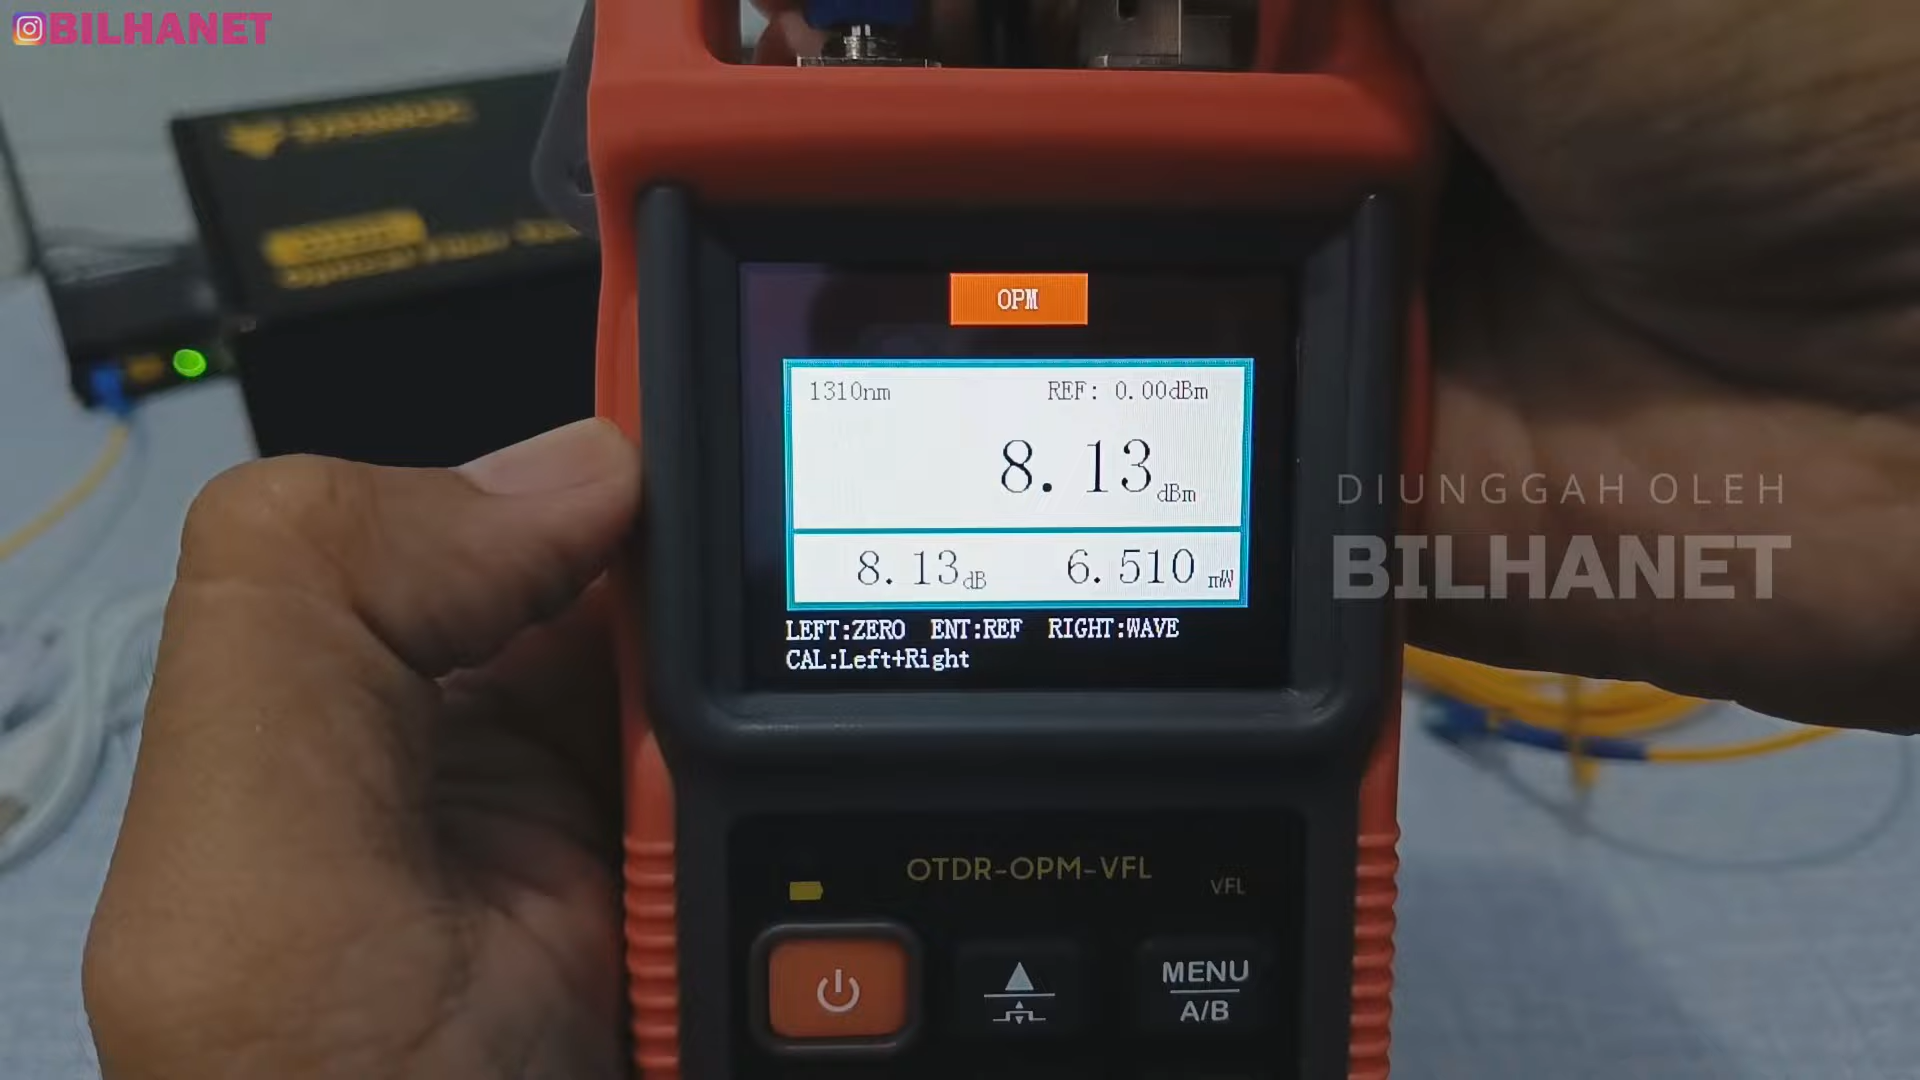 BILHANET
OPM
1310nm REF: 0.00dBm
8.13dBm
8.13dB 6.510mW
LEFT:ZERO ENT:REF RIGHT:WAVE
CAL:Left+Right
DIUNGGAH OLEH
BILHANET
OTDR-OPM-VFL
VFL
MENU
A/B